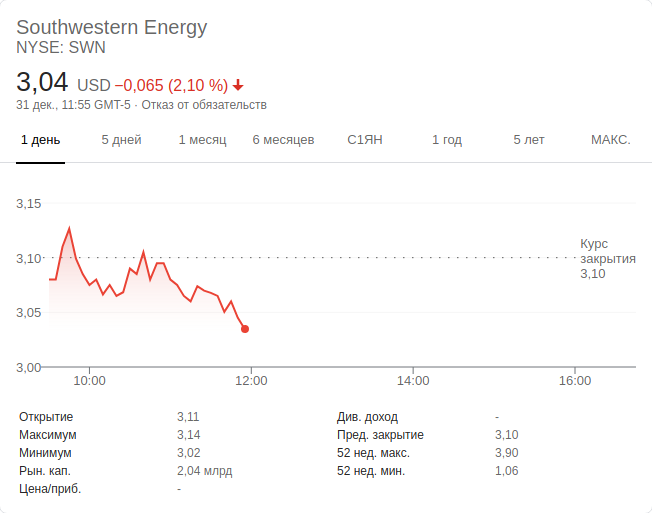 Southwestern Energy
NYSE: SWN
3,04 USD −0,065 (2,10 %)
31 дек., 11:55 GMT-5 · Отказ от обязательств
1 день 5 дней 1 месяц 6 месяцев С1ЯН 1 год 5 лет МАКС.
3,15
3,10
3,05
3,00
Курс
закрытия
3,10
10:00 12:00 14:00 16:00
Открытие 3,11 Див. доход -
Максимум 3,14 Пред. закрытие 3,10
Минимум 3,02 52 нед. макс. 3,90
Рын. кап. 2,04 млрд 52 нед. мин. 1,06
Цена/приб. -